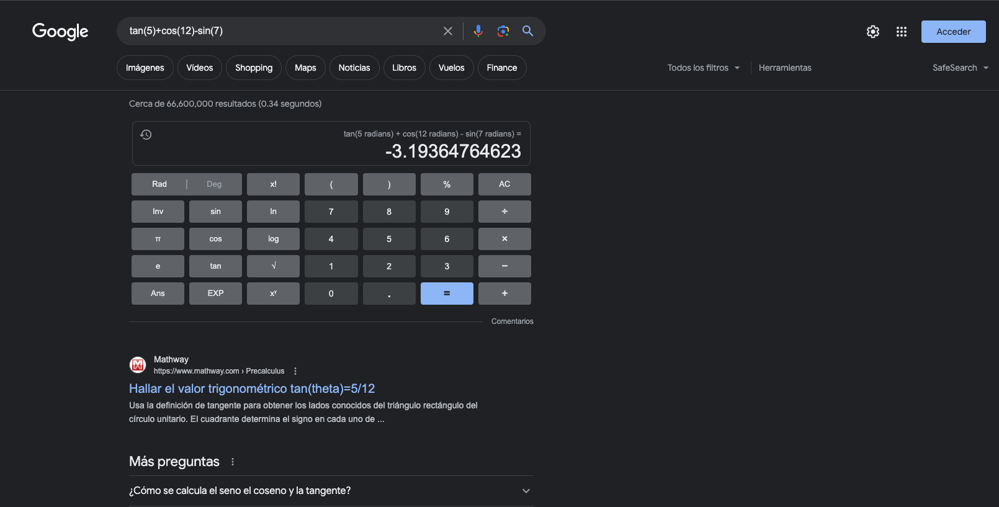 Google
tan(5)+cos(12)-sin(7)
Acceder
Imágenes
Vídeos
Shopping
Maps
Noticias
Libros
Vuelos
Finance
Todos los filtros
Herramientas
SafeSearch
Cerca de 66,600,000 resultados (0.34 segundos)
tan(5 radians) + cos(12 radians) - sin(7 radians) =
-3.19364764623
Rad | Deg x! ( ) % AC
Inv sin ln 7 8 9 ÷
π cos log 4 5 6 ×
e tan √ 1 2 3 −
Ans EXP xʸ 0 . = +
Comentarios
Mathway
https://www.mathway.com › Precalculus
Hallar el valor trigonométrico tan(theta)=5/12
Usa la definición de tangente para obtener los lados conocidos del triángulo rectángulo del
círculo unitario. El cuadrante determina el signo en cada uno de ...
Más preguntas
¿Cómo se calcula el seno el coseno y la tangente?